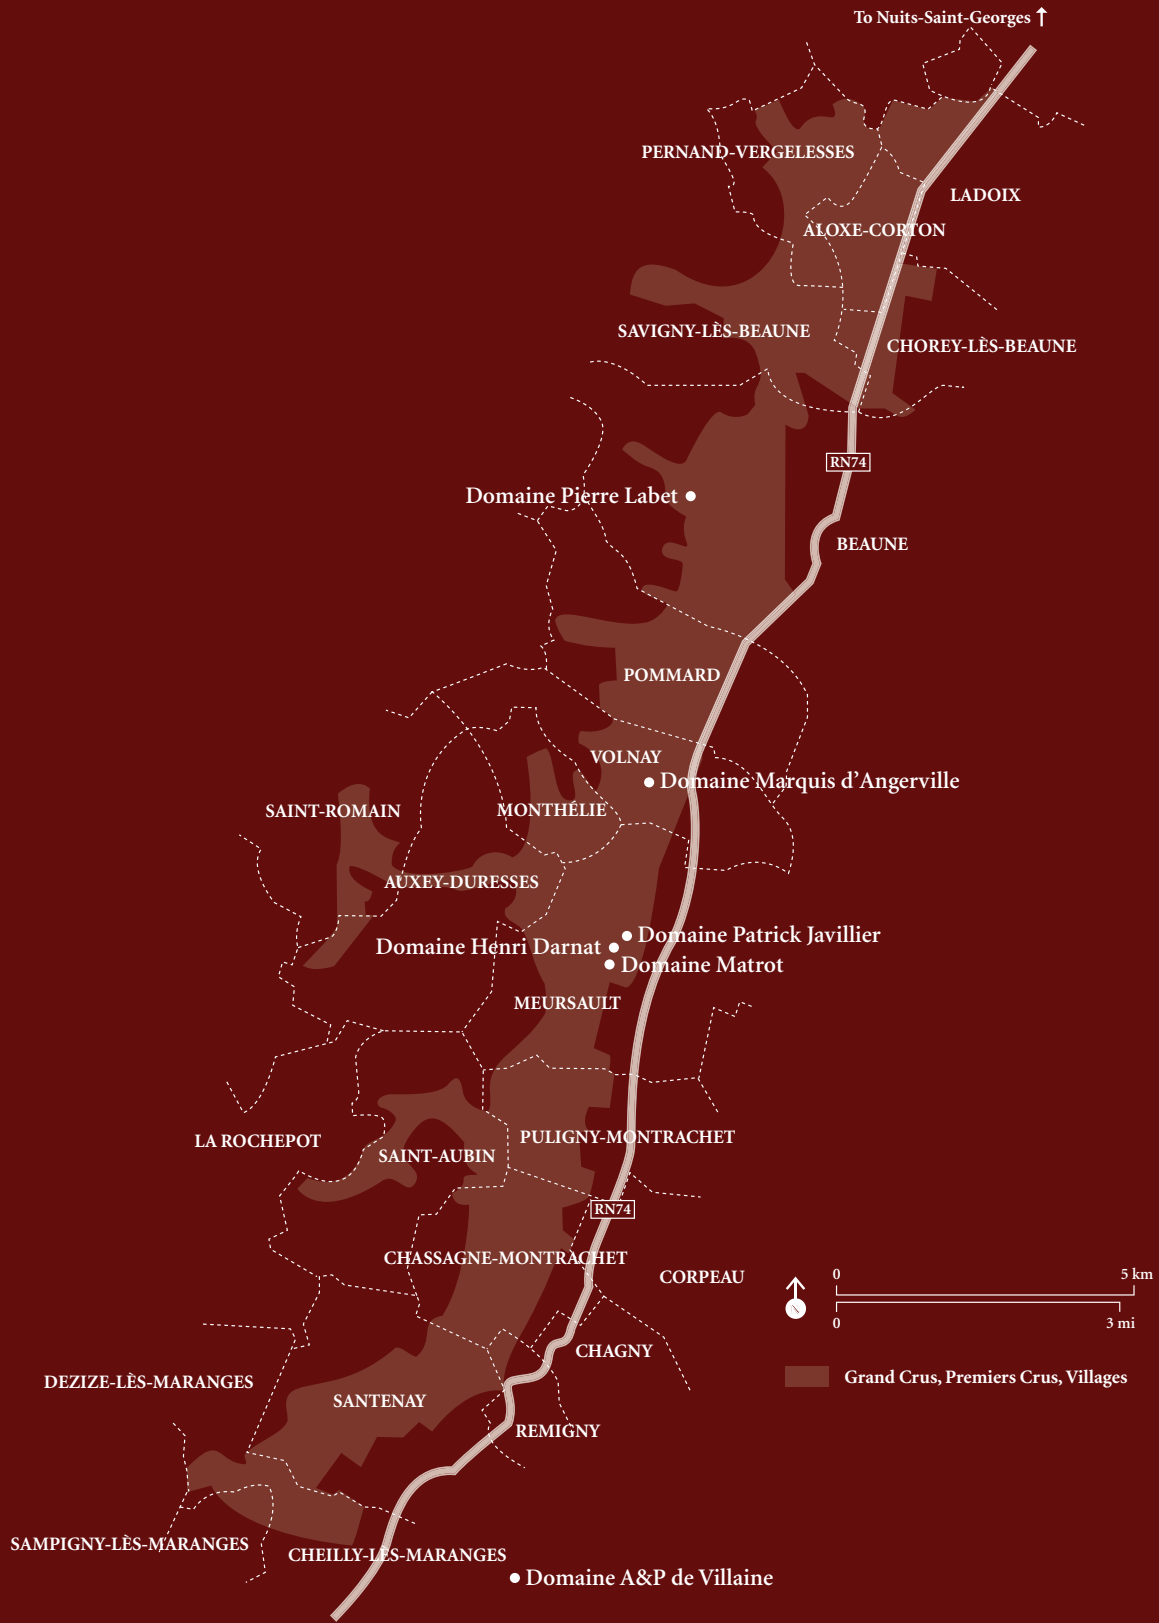 To Nuits-Saint-Georges ↑
PERNAND-VERGELESSES
LADOIX
ALOXE-CORTON
SAVIGNY-LÈS-BEAUNE
CHOREY-LÈS-BEAUNE
RN74
Domaine Pierre Labet
BEAUNE
POMMARD
VOLNAY
Domaine Marquis d’Angerville
SAINT-ROMAIN
MONTHÉLIE
AUXEY-DURESSES
Domaine Patrick Javillier
Domaine Henri Darnat
Domaine Matrot
MEURSAULT
PULIGNY-MONTRACHET
LA ROCHEPOT
SAINT-AUBIN
RN74
CHASSAGNE-MONTRACHET
CORPEAU
0 5 km
0 3 mi
CHAGNY
Grand Crus, Premiers Crus, Villages
DEZIZE-LÈS-MARANGES
SANTENAY
REMIGNY
SAMPIGNY-LÈS-MARANGES
CHEILLY-LÈS-MARANGES
Domaine A&P de Villaine